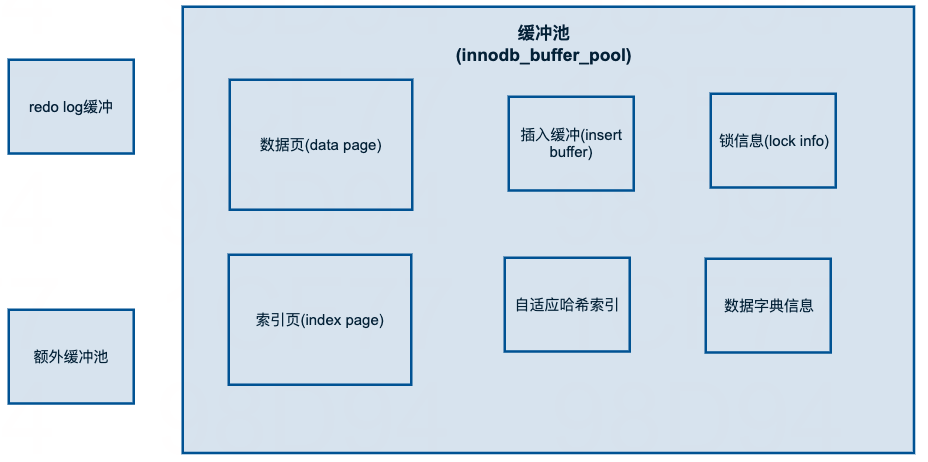 缓冲池
(innodb_buffer_pool)
redo log缓冲
数据页(data page)
插入缓冲(insert
buffer)
锁信息(lock info)
额外缓冲池
索引页(index page)
自适应哈希索引
数据字典信息